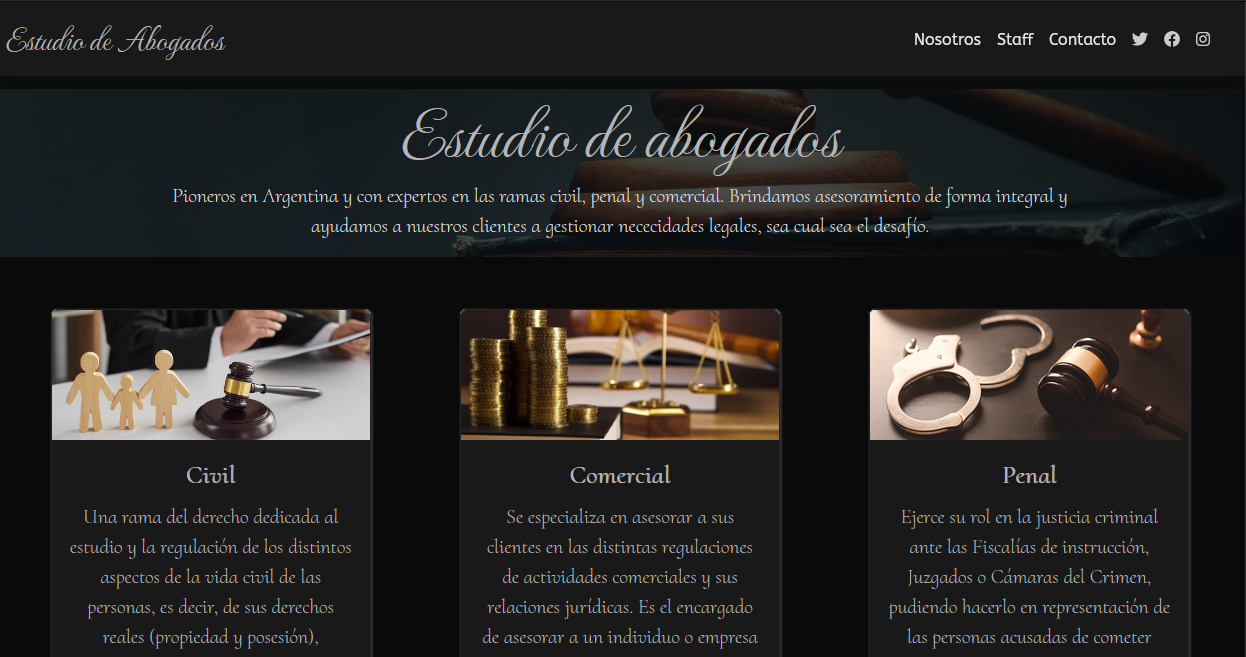 Estudio de Abogados
Nosotros Staff Contacto
Estudio de abogados
Pioneros en Argentina y con expertos en las ramas civil, penal y comercial. Brindamos asesoramiento de forma integral y
ayudamos a nuestros clientes a gestionar nececidades legales, sea cual sea el desafío.
Civil
Una rama del derecho dedicada al
estudio y la regulación de los distintos
aspectos de la vida civil de las
personas, es decir, de sus derechos
reales (propiedad y posesión),
Comercial
Se especializa en asesorar a sus
clientes en las distintas regulaciones
de actividades comerciales y sus
relaciones jurídicas. Es el encargado
de asesorar a un individuo o empresa
Penal
Ejerce su rol en la justicia criminal
ante las Fiscalías de instrucción,
Juzgados o Cámaras del Crimen,
pudiendo hacerlo en representación de
las personas acusadas de cometer